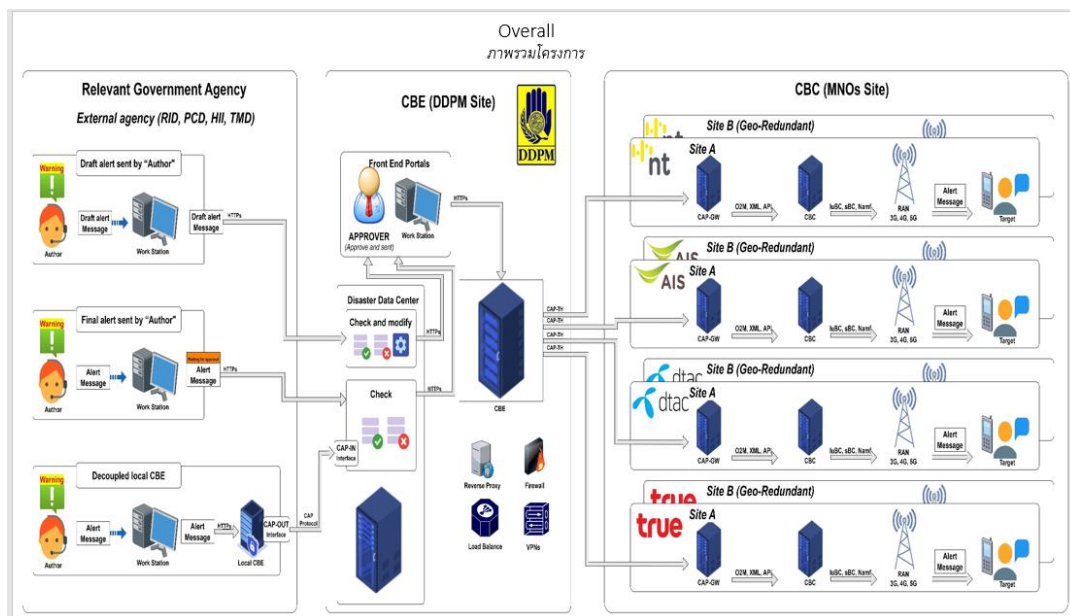 Overall
ภาพรวมโครงการ
Relevant Government Agency
External agency (RID, PCD, HII, TMD)
Draft alert sent by "Author"
Warning
Draft alert
Message
Author
Work Station
Draft alert
Message
HTTPs
Final alert sent by "Author"
Warning
Alert
Message
Author
Work Station
Waiting for approval
Alert
Message
HTTPs
Decoupled local CBE
Warning
Alert
Message
Author
Work Station
Alert
Message
HTTPs
Local CBE
CAP-OUT
Interface
CAP
Protocol
CBE (DDPM Site)
DDPM
Front End Portals
APPROVER
(Approve and sent)
Work Station
HTTPs
Disaster Data Center
Check and modify
HTTPs
Check
HTTPs
CAP-IN
Interface
CBE
Reverse Proxy
Firewall
Load Balance
VPNs
CAP-TH
CAP-TH
CAP-TH
CAP-TH
CBC (MNOs Site)
Site B (Geo-Redundant)
nt
Site A
nt
CAP-GW
O2M, XML, API,
CBC
IuBC, sBC, Namf,
RAN
3G, 4G, 5G
Alert
Message
Target
Site B (Geo-Redundant)
AIS
Site A
AIS
CAP-GW
O2M, XML, API,
CBC
IuBC, sBC, Namf,
RAN
3G, 4G, 5G
Alert
Message
Target
Site B (Geo-Redundant)
dtac
Site A
dtac
CAP-GW
O2M, XML, API,
CBC
IuBC, sBC, Namf,
RAN
3G, 4G, 5G
Alert
Message
Target
Site B (Geo-Redundant)
true
Site A
true
CAP-GW
O2M, XML, API,
CBC
IuBC, sBC, Namf,
RAN
3G, 4G, 5G
Alert
Message
Target